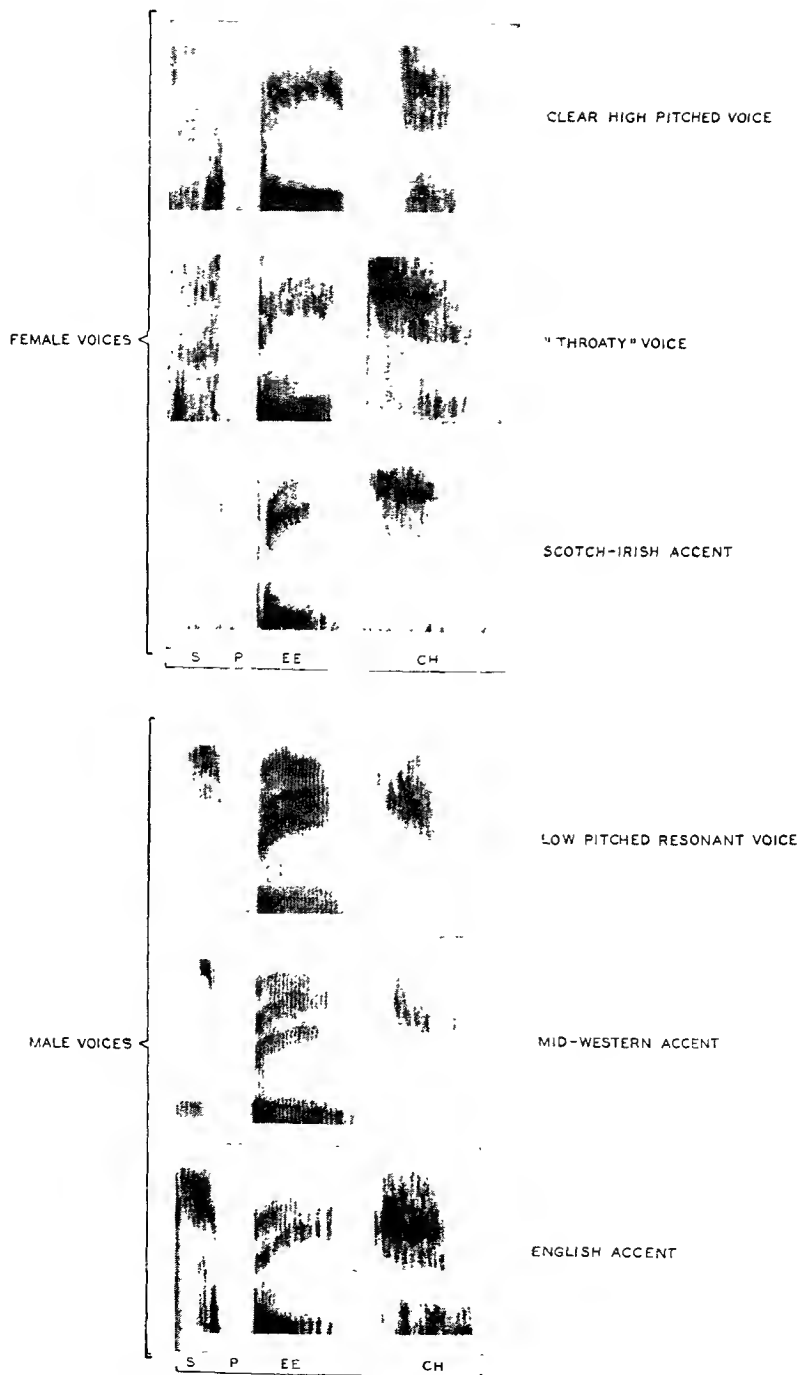 CLEAR HIGH PITCHED VOICE
FEMALE VOICES
"THROATY" VOICE
SCOTCH-IRISH ACCENT
S P EE CH
LOW PITCHED RESONANT VOICE
MALE VOICES
MID-WESTERN ACCENT
ENGLISH ACCENT
S P EE CH